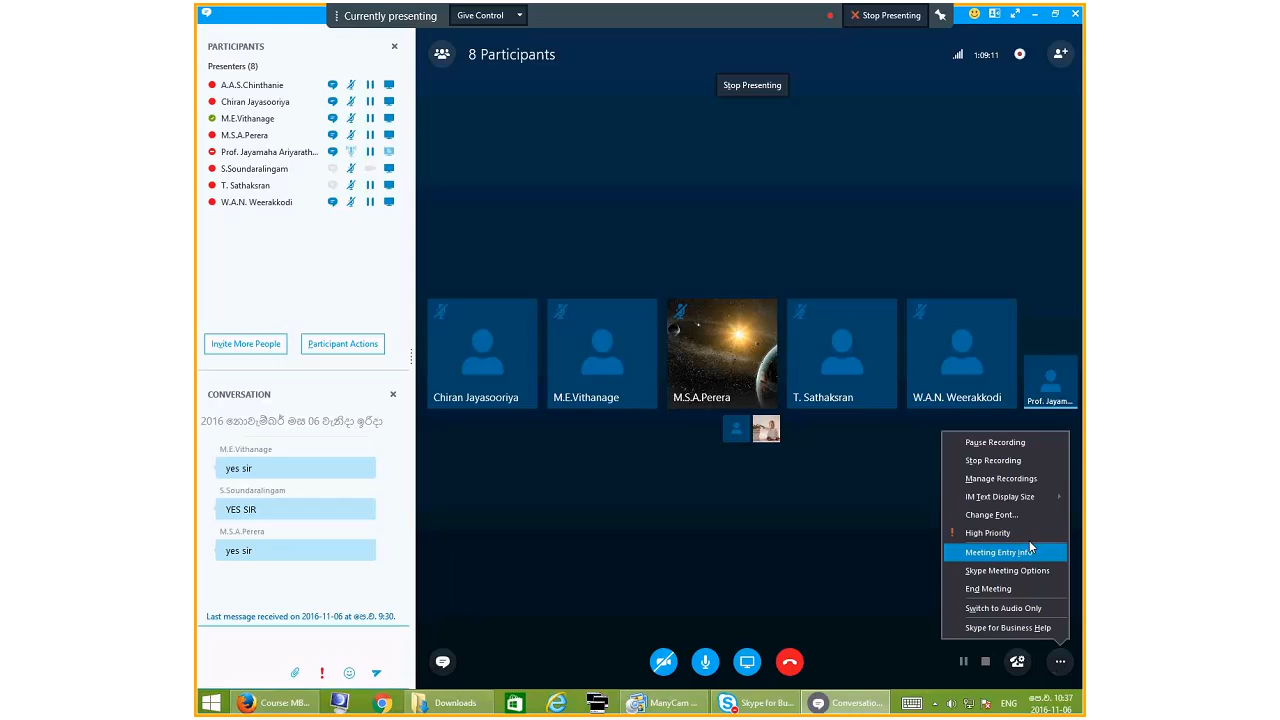 Currently presenting
Give Control
Stop Presenting
PARTICIPANTS
Presenters (8)
A.A.S.Chinthanie
Chiran Jayasooriya
M.E.Vithanage
M.S.A.Perera
Prof. Jayamaha Ariyarath...
S.Soundaralingam
T. Sathaksran
W.A.N. Weerakkodi
Invite More People
Participant Actions
CONVERSATION
2016 නොවැම්බර් මස 06 වැනිදා ඉරිදා
M.E.Vithanage
yes sir
S.Soundaralingam
YES SIR
M.S.A.Perera
yes sir
Last message received on 2016-11-06 at පෙ.ව. 9:30.
8 Participants
1:09:11
Stop Presenting
Chiran Jayasooriya
M.E.Vithanage
M.S.A.Perera
T. Sathaksran
W.A.N. Weerakkodi
Prof. Jayam...
Pause Recording
Stop Recording
Manage Recordings
IM Text Display Size
Change Font...
High Priority
Meeting Entry Info
Skype Meeting Options
End Meeting
Switch to Audio Only
Skype for Business Help
Course: MB...
Downloads
ManyCam ...
Skype for Bu...
Conversatio...
ENG
පෙ.ව. 10:37
2016-11-06